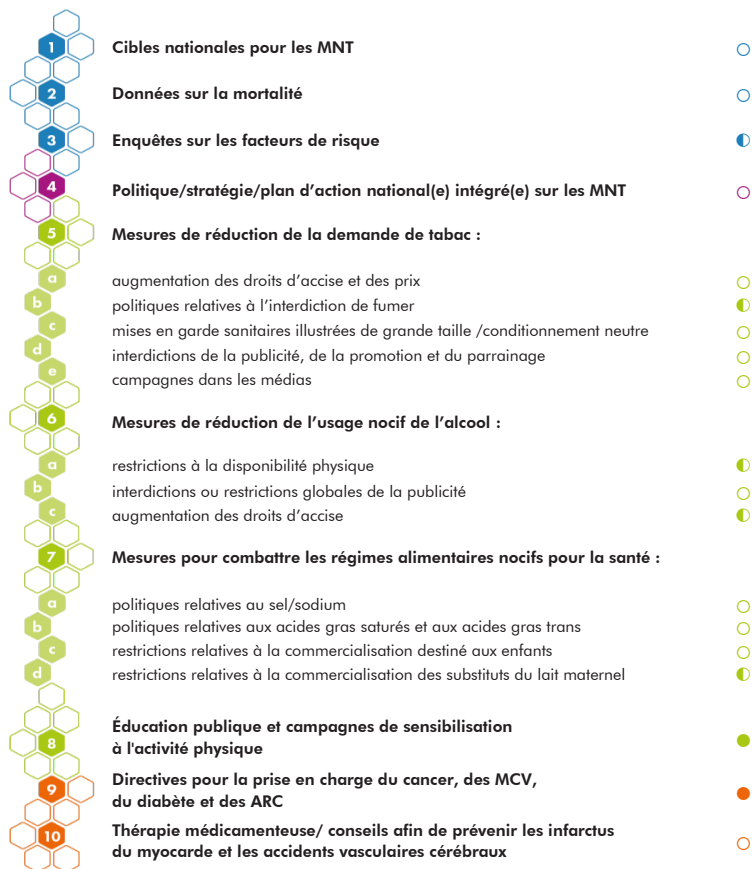 1 Cibles nationales pour les MNT
2 Données sur la mortalité
3 Enquêtes sur les facteurs de risque
4 Politique/stratégie/plan d’action national(e) intégré(e) sur les MNT
5 Mesures de réduction de la demande de tabac :
a augmentation des droits d’accise et des prix
b politiques relatives à l’interdiction de fumer
c mises en garde sanitaires illustrées de grande taille /conditionnement neutre
d interdictions de la publicité, de la promotion et du parrainage
e campagnes dans les médias
6 Mesures de réduction de l’usage nocif de l’alcool :
a restrictions à la disponibilité physique
b interdictions ou restrictions globales de la publicité
c augmentation des droits d’accise
7 Mesures pour combattre les régimes alimentaires nocifs pour la santé :
a politiques relatives au sel/sodium
b politiques relatives aux acides gras saturés et aux acides gras trans
c restrictions relatives à la commercialisation destiné aux enfants
d restrictions relatives à la commercialisation des substituts du lait maternel
8 Éducation publique et campagnes de sensibilisation
à l'activité physique
9 Directives pour la prise en charge du cancer, des MCV,
du diabète et des ARC
10 Thérapie médicamenteuse/ conseils afin de prévenir les infarctus
du myocarde et les accidents vasculaires cérébraux